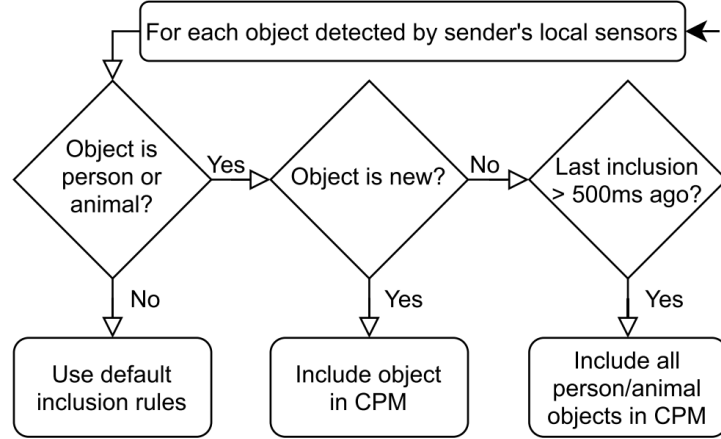 For each object detected by sender's local sensors
Object is
person or
animal?
Yes
Object is new?
No
Last inclusion
> 500ms ago?
No
Yes
Yes
Use default
inclusion rules
Include object
in CPM
Include all
person/animal
objects in CPM